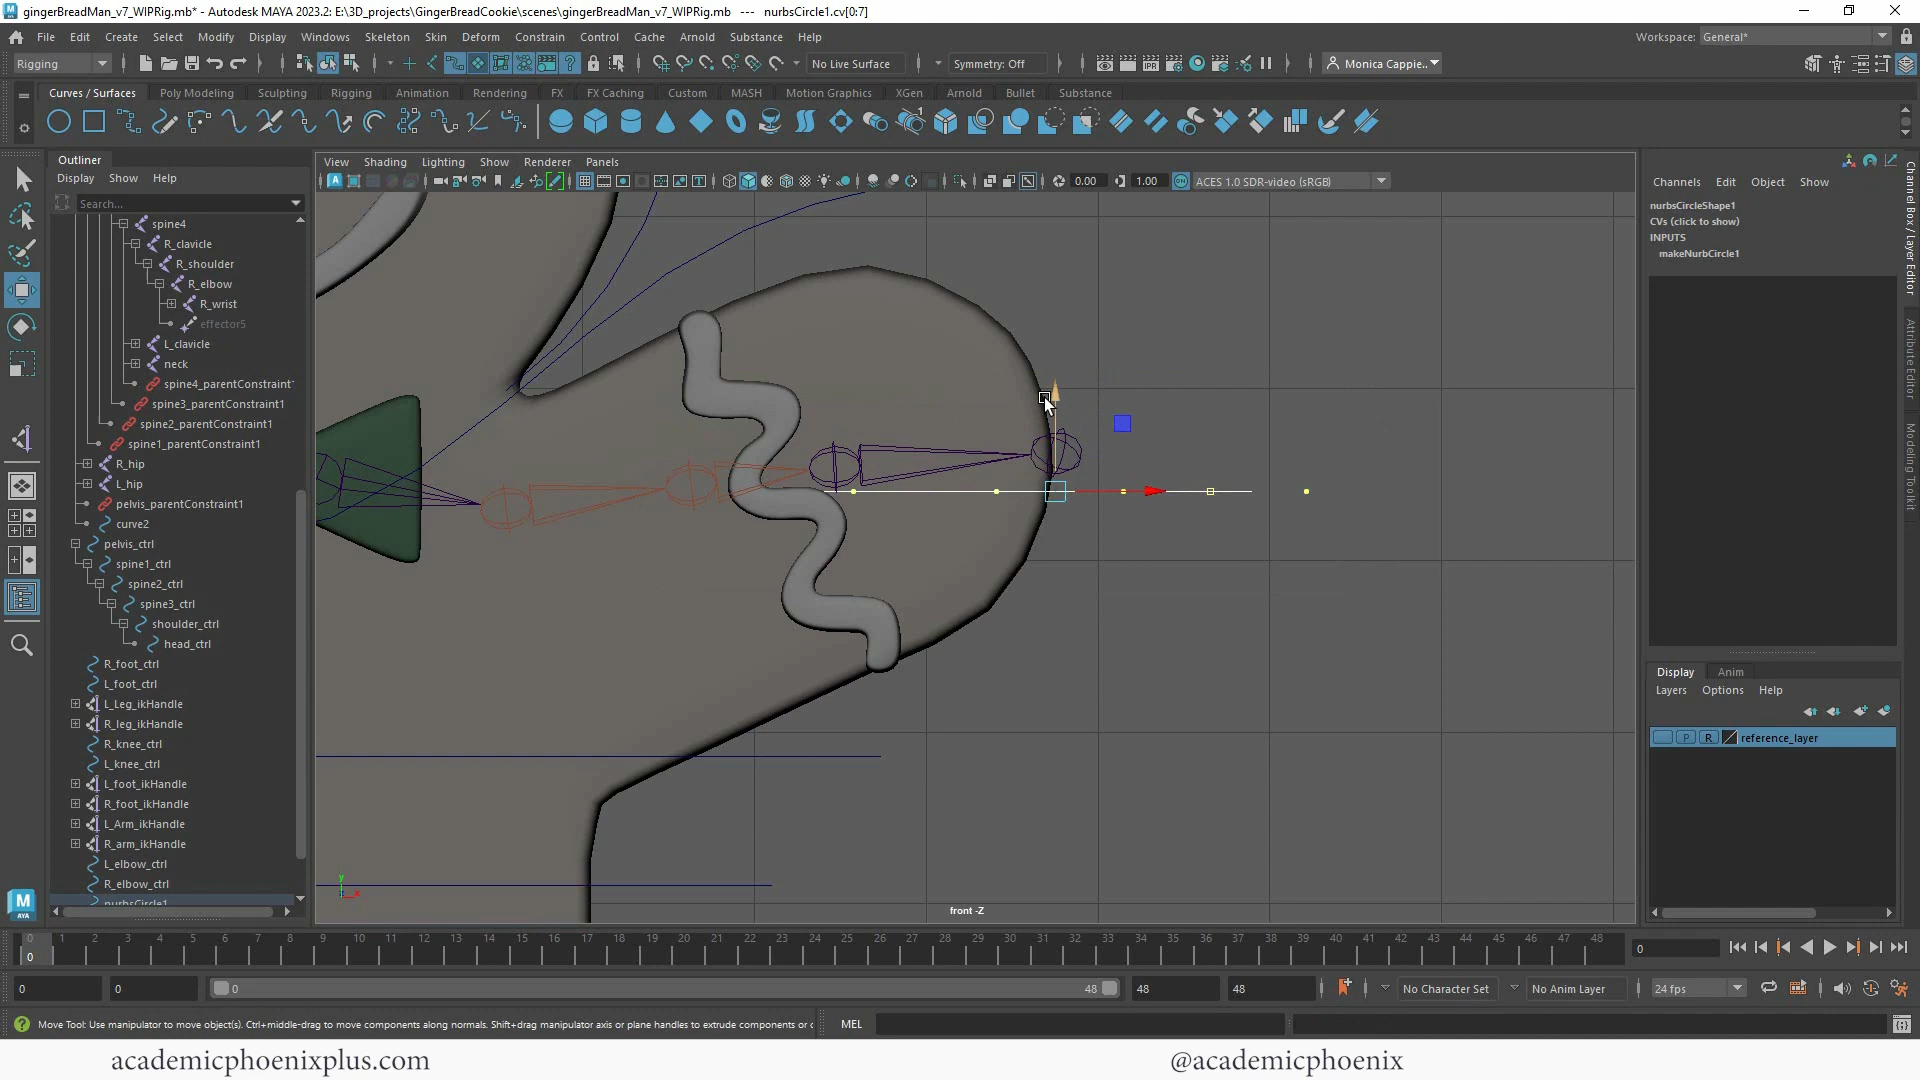 gingerBreadMan_v7_WIPRig.mb* - Autodesk MAYA 2023.2: E:\3D_projects\GingerBreadCookie\scenes\gingerBreadMan_v7_WIPRig.mb --- nurbsCircle1.cv[0:7]
File Edit Create Select Modify Display Windows Skeleton Skin Deform Constrain Control Cache Arnold Substance Help Workspace: General*
Rigging No Live Surface Symmetry: Off Monica Cappie...
Curves / Surfaces Poly Modeling Sculpting Rigging Animation Rendering FX FX Caching Custom MASH Motion Graphics XGen Arnold Bullet Substance
Outliner
Display Show Help
Search...
spine4
R_clavicle
R_shoulder
R_elbow
R_wrist
effector5
L_clavicle
neck
spine4_parentConstraint
spine3_parentConstraint1
spine2_parentConstraint1
spine1_parentConstraint1
R_hip
L_hip
pelvis_parentConstraint1
curve2
pelvis_ctrl
spine1_ctrl
spine2_ctrl
spine3_ctrl
shoulder_ctrl
head_ctrl
R_foot_ctrl
L_foot_ctrl
L_Leg_ikHandle
R_leg_ikHandle
R_knee_ctrl
L_knee_ctrl
L_foot_ikHandle
R_foot_ikHandle
L_Arm_ikHandle
R_arm_ikHandle
L_elbow_ctrl
R_elbow_ctrl
nurbsCircle1
View Shading Lighting Show Renderer Panels
0.00 1.00 ACES 1.0 SDR-video (sRGB)
y
x
front -Z
Channels Edit Object Show
nurbsCircleShape1
CVs (click to show)
INPUTS
makeNurbCircle1
Channel Box / Layer Editor
Attribute Editor
Modeling Toolkit
Display Anim
Layers Options Help
P R reference_layer
0 1 2 3 4 5 6 7 8 9 10 11 12 13 14 15 16 17 18 19 20 21 22 23 24 25 26 27 28 29 30 31 32 33 34 35 36 37 38 39 40 41 42 43 44 45 46 47 48
0 0
0 0 0 48 48 48 No Character Set No Anim Layer 24 fps
Move Tool: Use manipulator to move object(s). Ctrl+middle-drag to move components along normals. Shift+drag manipulator axis or plane handles to extrude components or c MEL
M
AYA
academicphoenixplus.com @academicphoenix